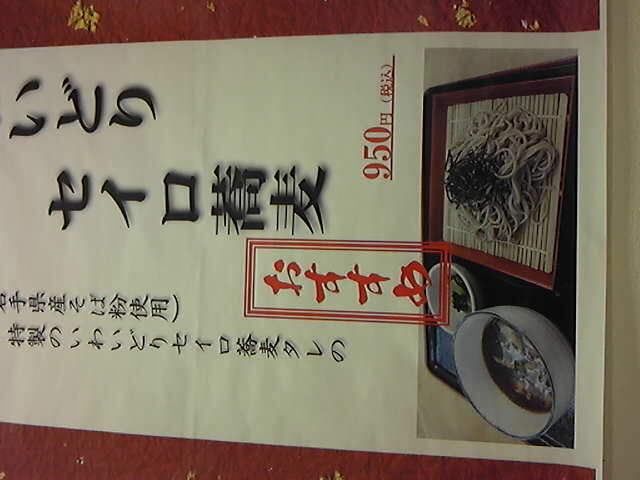 いどり
セイロ蕎麦
岩手県産そば粉使用）
特製のいわいどりセイロ蕎麦タレの
おすすめ
950円（税込）